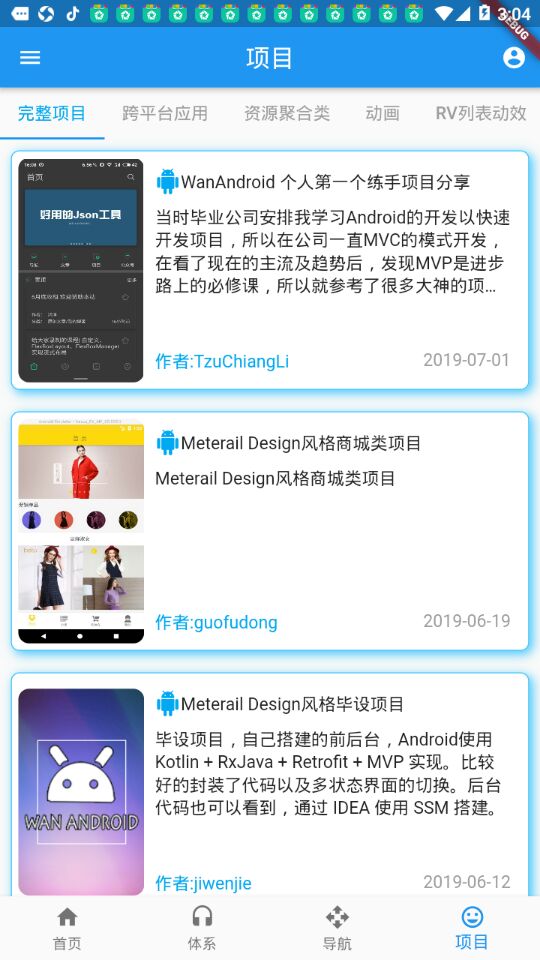 3:04
DEBUG
项目
完整项目 跨平台应用 资源聚合类 动画 RV列表动效
首页
好用的Json工具
WanAndroid 个人第一个练手项目分享
当时毕业公司安排我学习Android的开发以快速
开发项目，所以在公司一直MVC的模式开发，
在看了现在的主流及趋势后，发现MVP是进步
路上的必修课，所以就参考了很多大神的项...
作者:TzuChiangLi 2019-07-01
Meterail Design风格商城类项目
Meterail Design风格商城类项目
作者:guofudong 2019-06-19
WAN ANDROID
Meterail Design风格毕设项目
毕设项目，自己搭建的前后台，Android使用
Kotlin + RxJava + Retrofit + MVP 实现。比较
好的封装了代码以及多状态界面的切换。后台
代码也可以看到，通过 IDEA 使用 SSM 搭建。
作者:jiwenjie 2019-06-12
首页 体系 导航 项目